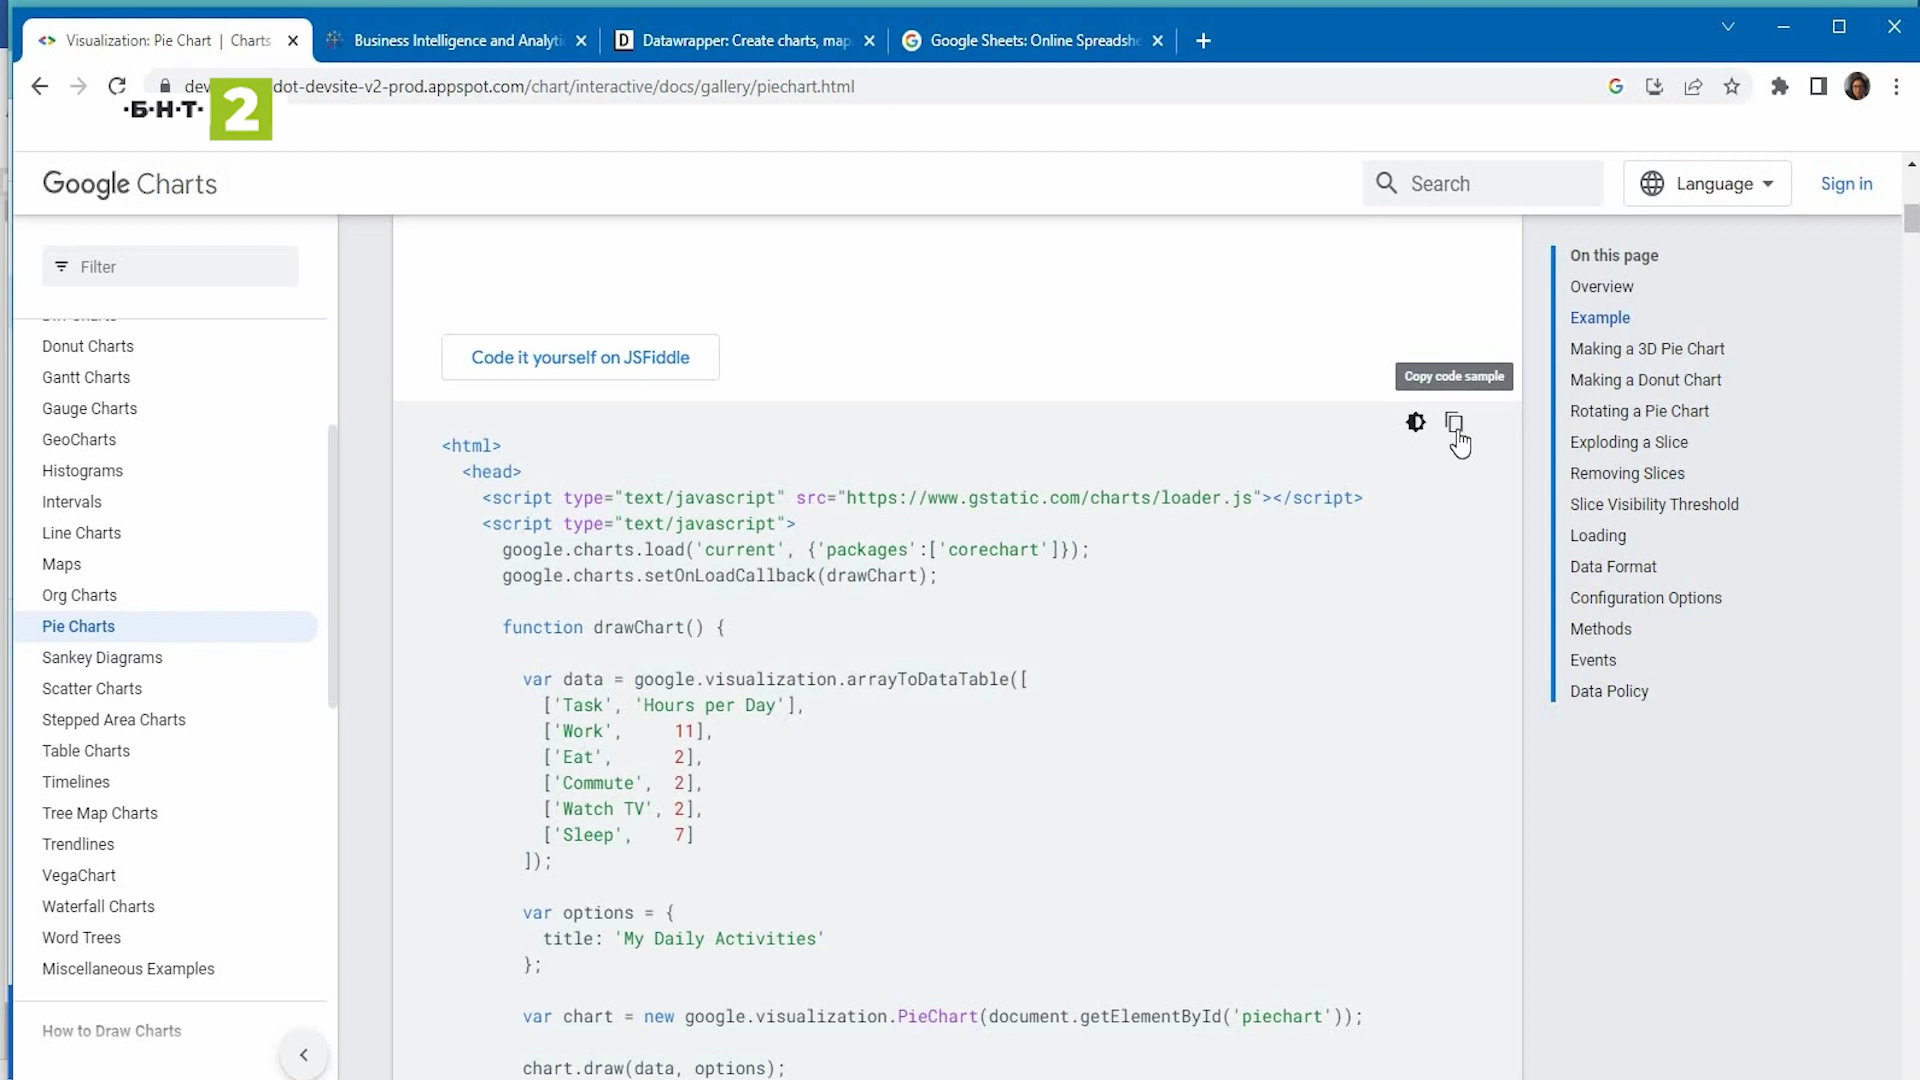 Visualization: Pie Chart | Charts
Business Intelligence and Analyti
D Datawrapper: Create charts, map
Google Sheets: Online Spreadshe
dev dot-devsite-v2-prod.appspot.com/chart/interactive/docs/gallery/piechart.html
·Б·Н·Т· 2
Google Charts
Search
Language
Sign in
Filter
Donut Charts
Gantt Charts
Gauge Charts
GeoCharts
Histograms
Intervals
Line Charts
Maps
Org Charts
Pie Charts
Sankey Diagrams
Scatter Charts
Stepped Area Charts
Table Charts
Timelines
Tree Map Charts
Trendlines
VegaChart
Waterfall Charts
Word Trees
Miscellaneous Examples
How to Draw Charts
Code it yourself on JSFiddle
Copy code sample
<html>
<head>
<script type="text/javascript" src="https://www.gstatic.com/charts/loader.js"></script>
<script type="text/javascript">
google.charts.load('current', {'packages':['corechart']});
google.charts.setOnLoadCallback(drawChart);
function drawChart() {
var data = google.visualization.arrayToDataTable([
['Task', 'Hours per Day'],
['Work', 11],
['Eat', 2],
['Commute', 2],
['Watch TV', 2],
['Sleep', 7]
]);
var options = {
title: 'My Daily Activities'
};
var chart = new google.visualization.PieChart(document.getElementById('piechart'));
chart.draw(data, options);
On this page
Overview
Example
Making a 3D Pie Chart
Making a Donut Chart
Rotating a Pie Chart
Exploding a Slice
Removing Slices
Slice Visibility Threshold
Loading
Data Format
Configuration Options
Methods
Events
Data Policy